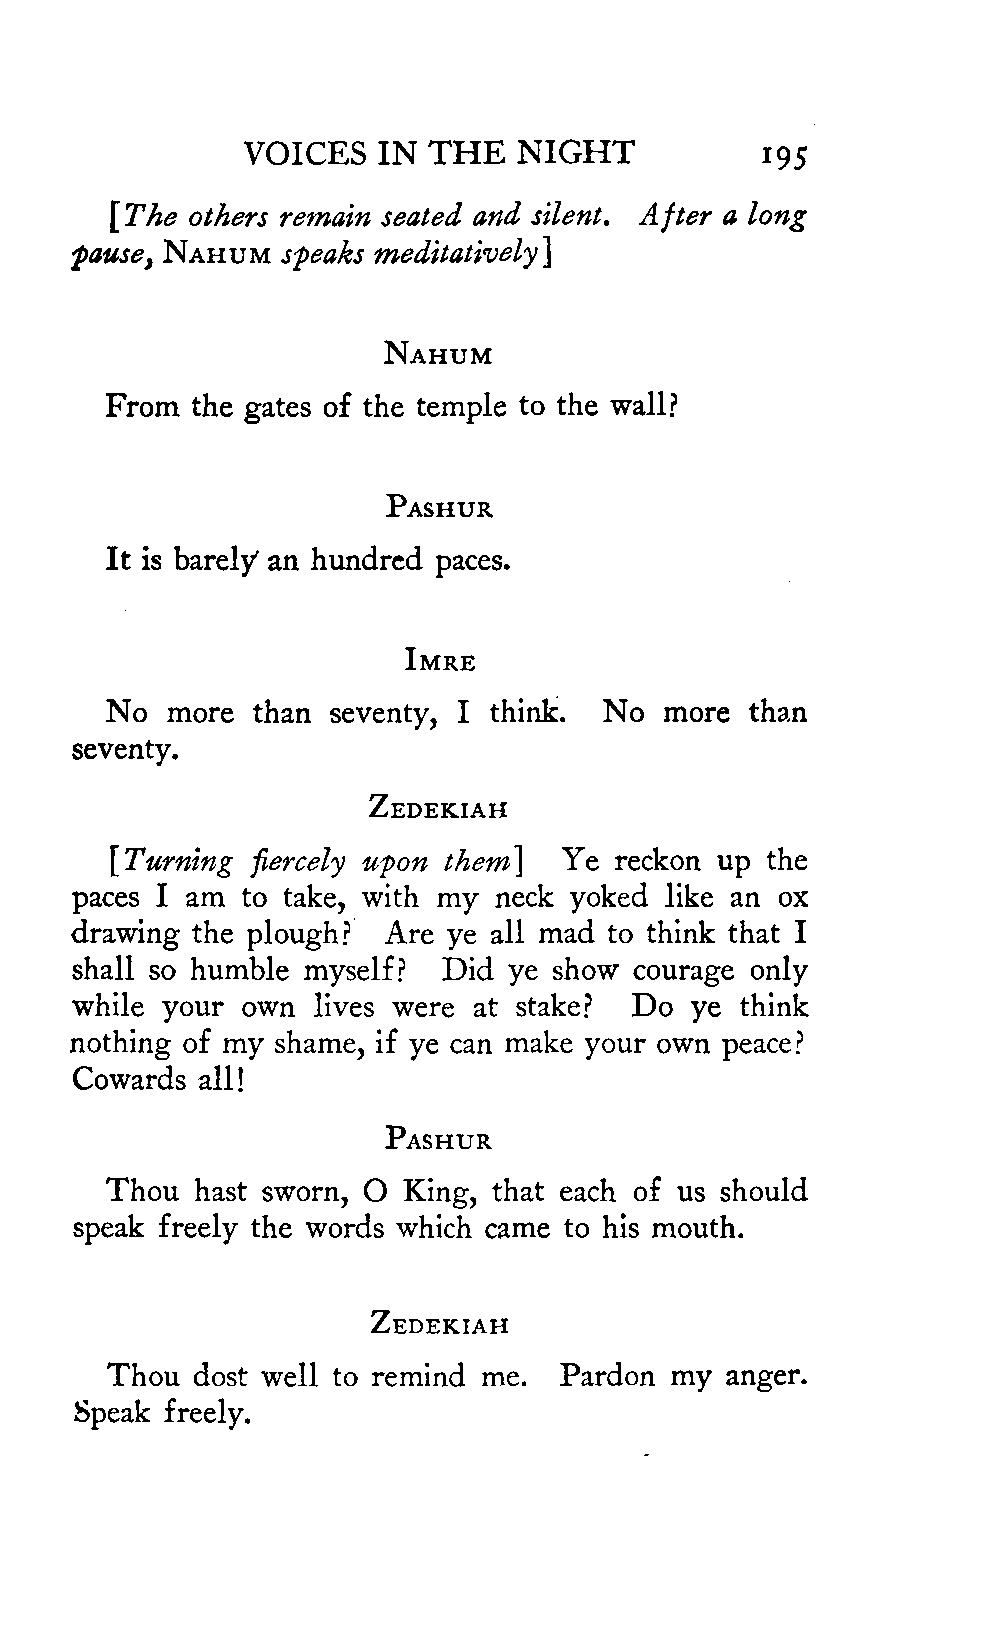 VOICES IN THE NIGHT 195
[The others remain seated and silent. After a long
pause, NAHUM speaks meditatively]
NAHUM
From the gates of the temple to the wall?
PASHUR
It is barely an hundred paces.
IMRE
No more than seventy, I think. No more than
seventy.
ZEDEKIAH
[Turning fiercely upon them] Ye reckon up the
paces I am to take, with my neck yoked like an ox
drawing the plough? Are ye all mad to think that I
shall so humble myself? Did ye show courage only
while your own lives were at stake? Do ye think
nothing of my shame, if ye can make your own peace?
Cowards all!
PASHUR
Thou hast sworn, O King, that each of us should
speak freely the words which came to his mouth.
ZEDEKIAH
Thou dost well to remind me. Pardon my anger.
Speak freely.